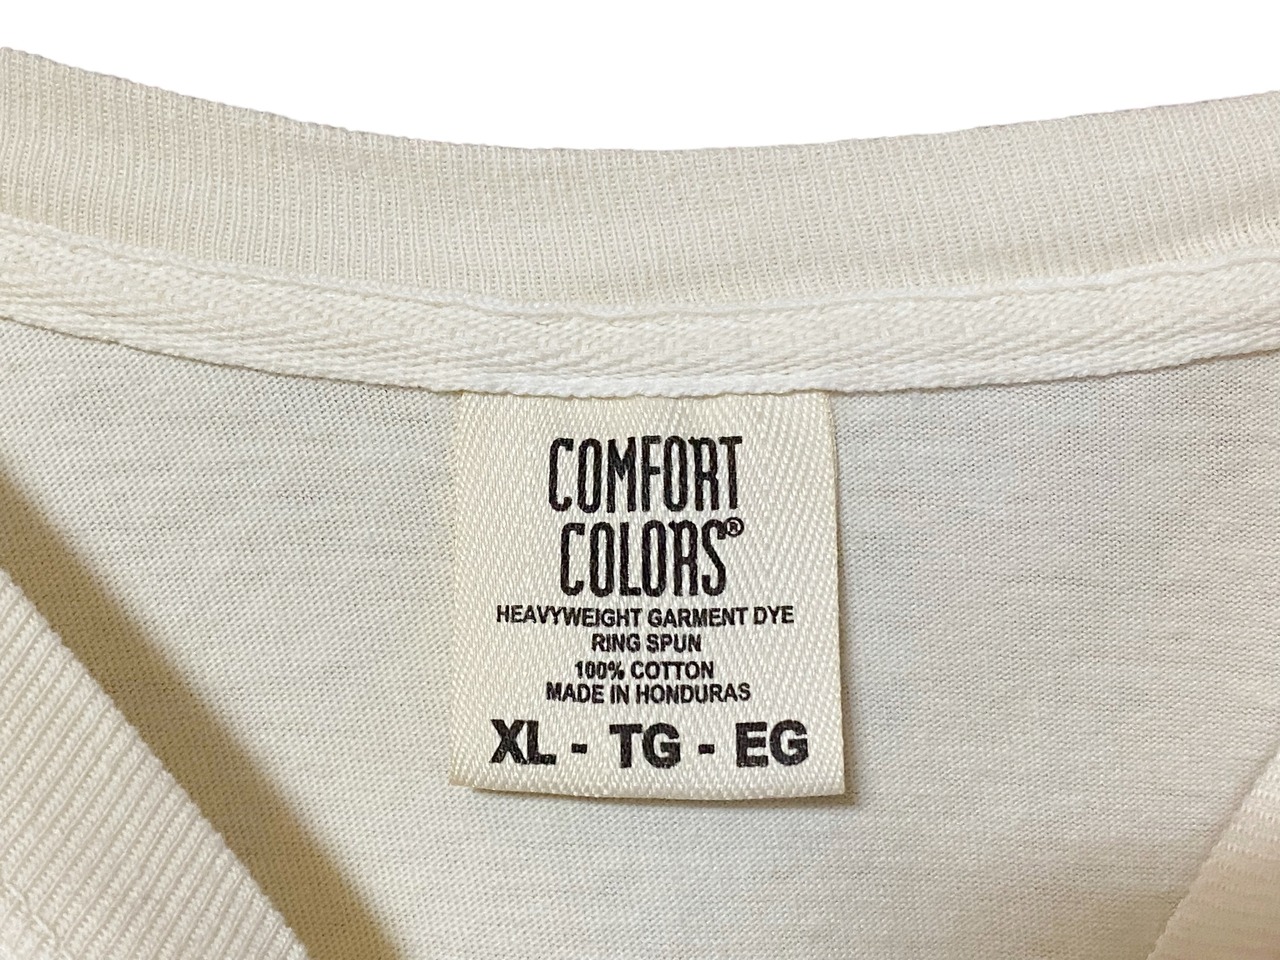 COMFORT
COLORS®
HEAVYWEIGHT GARMENT DYE
RING SPUN
100% COTTON
MADE IN HONDURAS
XL - TG - EG